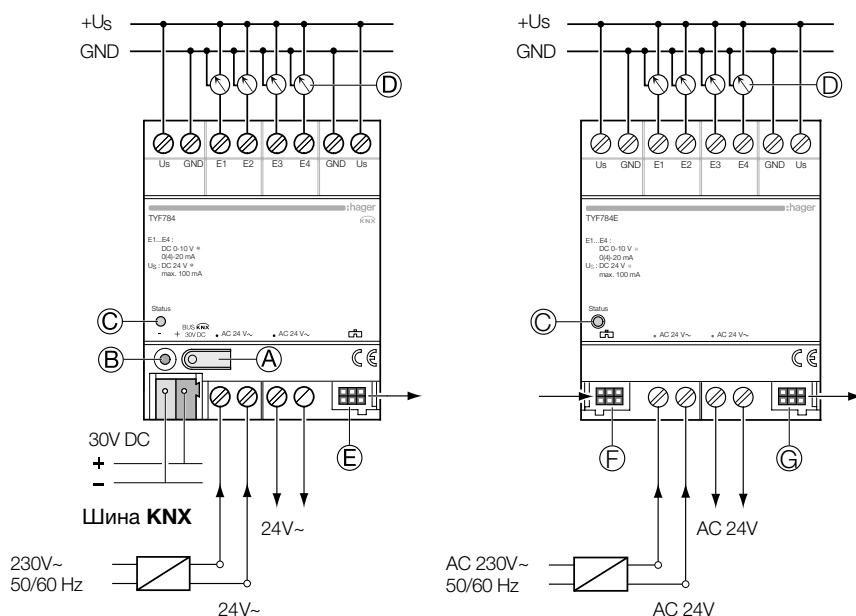 +Us
GND
D
Us GND E1 E2 E3 E4 GND Us
:hager
TYF784
KNX
E1...E4 :
DC 0-10 V
0(4)-20 mA
Us : DC 24 V
max. 100 mA
Status
C
- + BUS KNX 30V DC • AC 24 V~ • AC 24 V~
B
A
CE
E
30V DC
+
–
Шина KNX
24V~
230V~
50/60 Hz
24V~
+Us
GND
D
Us GND E1 E2 E3 E4 GND Us
:hager
TYF784E
E1...E4 :
DC 0-10 V
0(4)-20 mA
Us : DC 24 V
max. 100 mA
Status
C
• AC 24 V~ • AC 24 V~
CE
F
G
AC 24V
AC 230V~
50/60 Hz
AC 24V